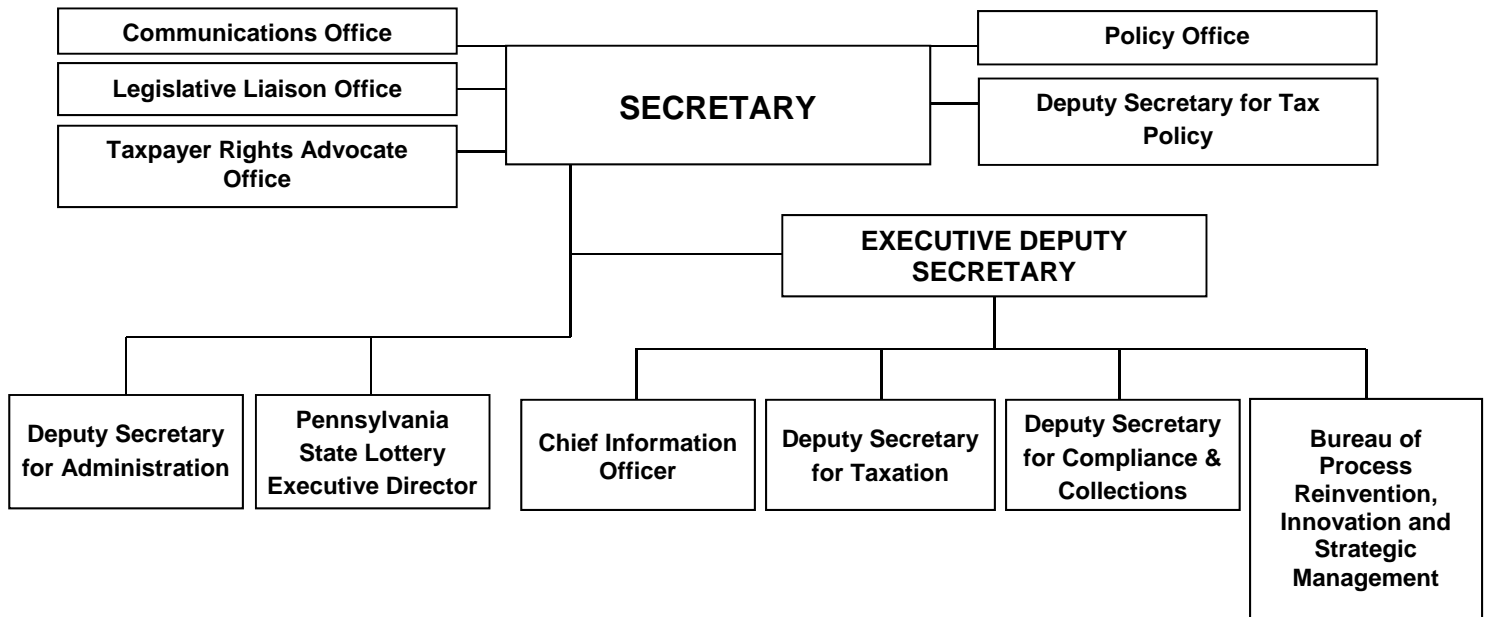 Communications Office
Legislative Liaison Office
Taxpayer Rights Advocate
Office
SECRETARY
Policy Office
Deputy Secretary for Tax
Policy
EXECUTIVE DEPUTY
SECRETARY
Deputy Secretary
for Administration
Pennsylvania
State Lottery
Executive Director
Chief Information
Officer
Deputy Secretary
for Taxation
Deputy Secretary
for Compliance &
Collections
Bureau of
Process
Reinvention,
Innovation and
Strategic
Management